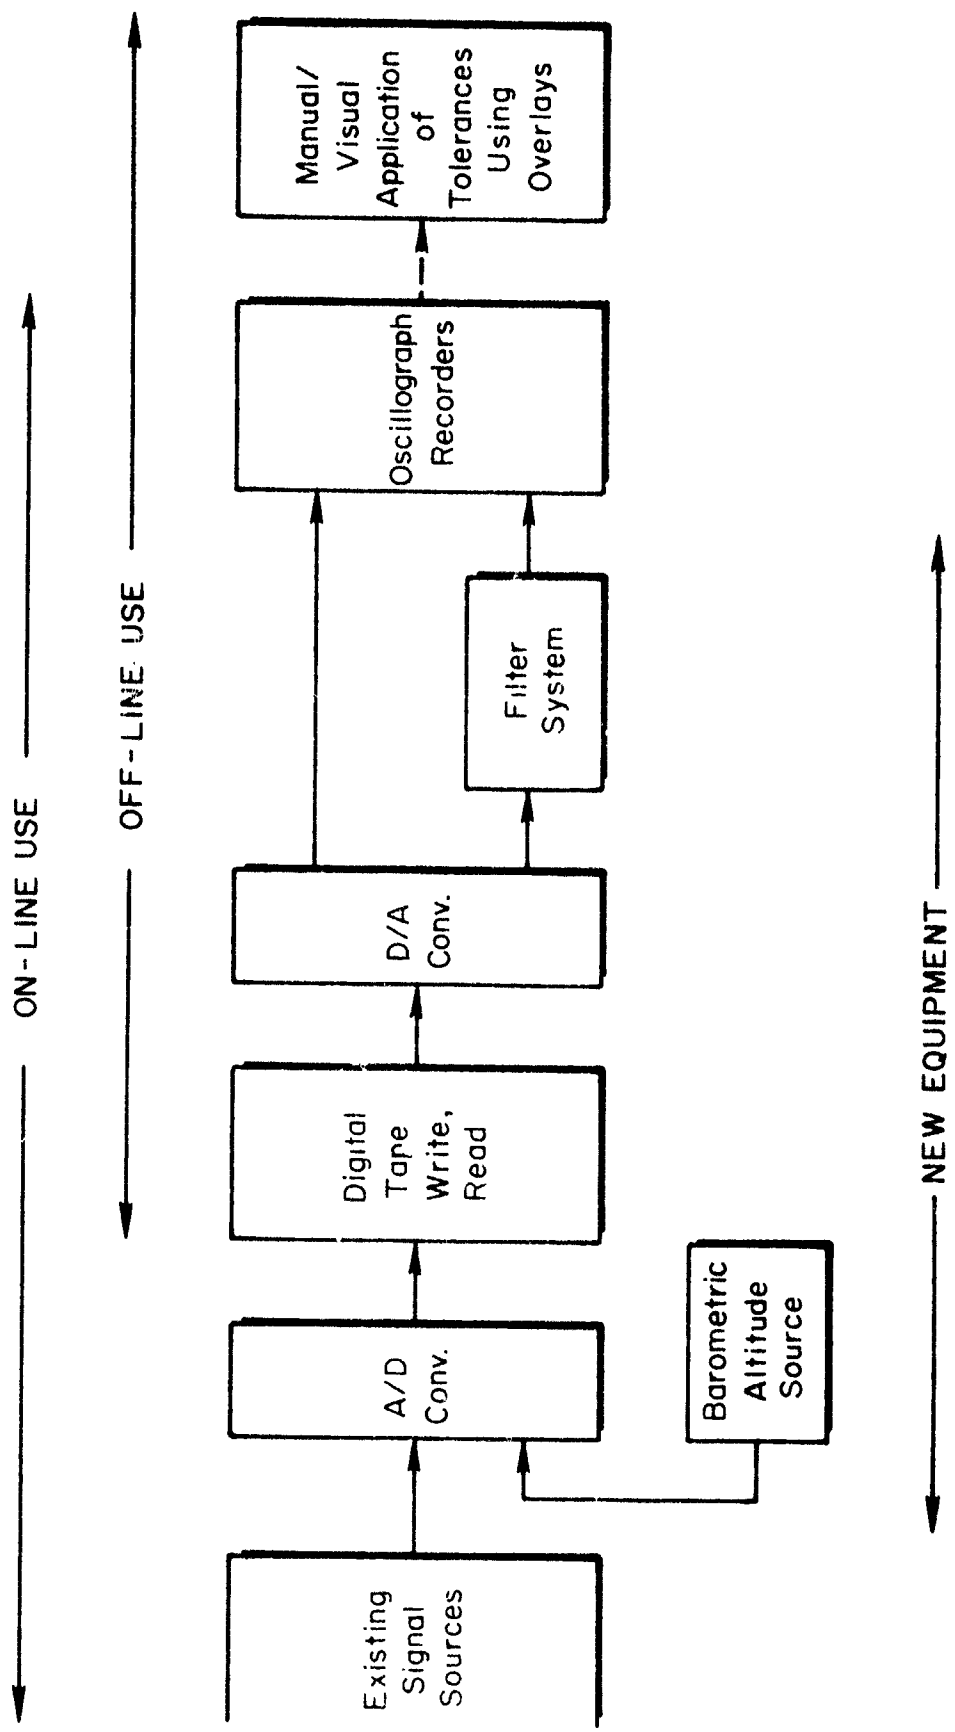 ON-LINE USE
OFF-LINE USE
Existing
Signal
Sources
A/D
Conv.
Barometric
Altitude
Source
Digital
Tape
Write,
Read
D/A
Conv.
Filter
System
Oscillograph
Recorders
Manual/
Visual
Application
of
Tolerances
Using
Overlays
NEW EQUIPMENT